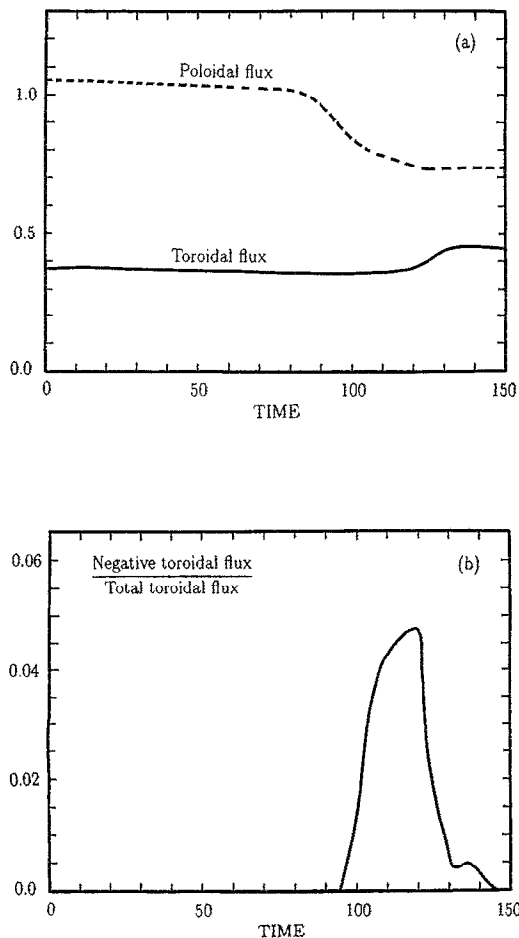 (a)
Poloidal flux
1.0
0.5
Toroidal flux
0.0
0 50 100 150
TIME
0.06
Negative toroidal flux
Total toroidal flux
(b)
0.04
0.02
0.0
0 50 100 150
TIME